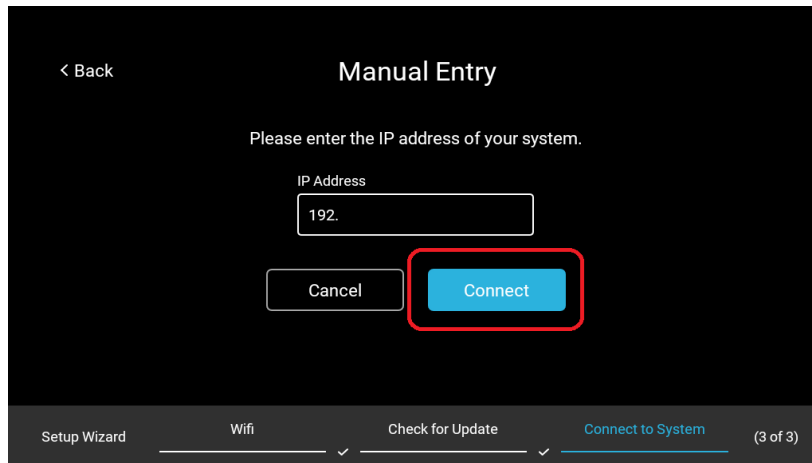 < Back
Manual Entry
Please enter the IP address of your system.
IP Address
192.
Cancel
Connect
Setup Wizard
Wifi
Check for Update
Connect to System
(3 of 3)